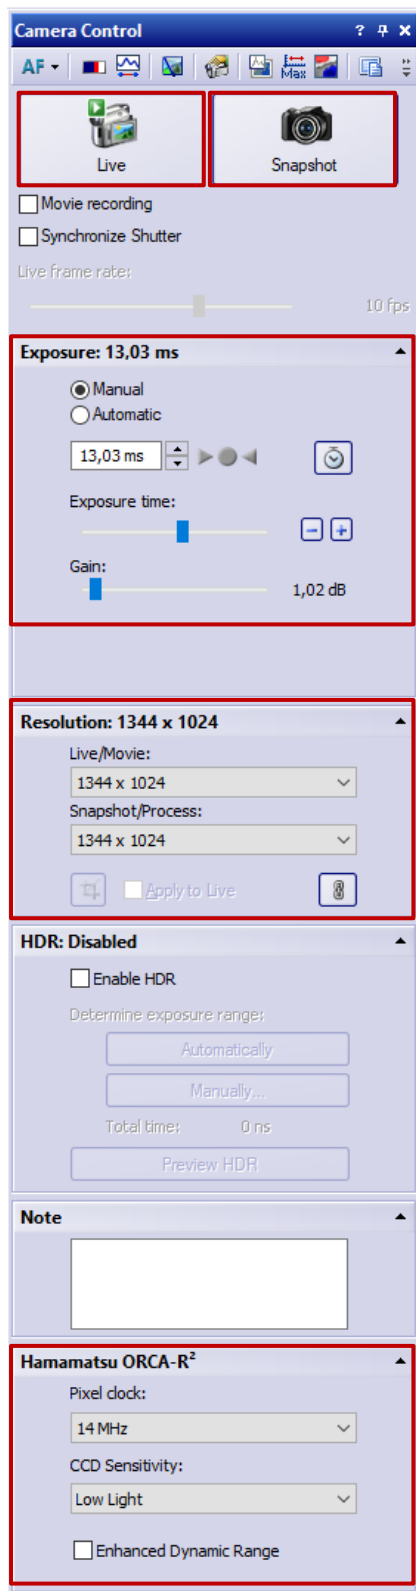 Camera Control
AF
Max
Live
Snapshot
Movie recording
Synchronize Shutter
Live frame rate:
10 fps
Exposure: 13,03 ms
Manual
Automatic
13,03 ms
Exposure time:
Gain:
1,02 dB
Resolution: 1344 x 1024
Live/Movie:
1344 x 1024
Snapshot/Process:
1344 x 1024
Apply to Live
HDR: Disabled
Enable HDR
Determine exposure range:
Automatically
Manually...
Total time: 0 ns
Preview HDR
Note
Hamamatsu ORCA-R²
Pixel clock:
14 MHz
CCD Sensitivity:
Low Light
Enhanced Dynamic Range